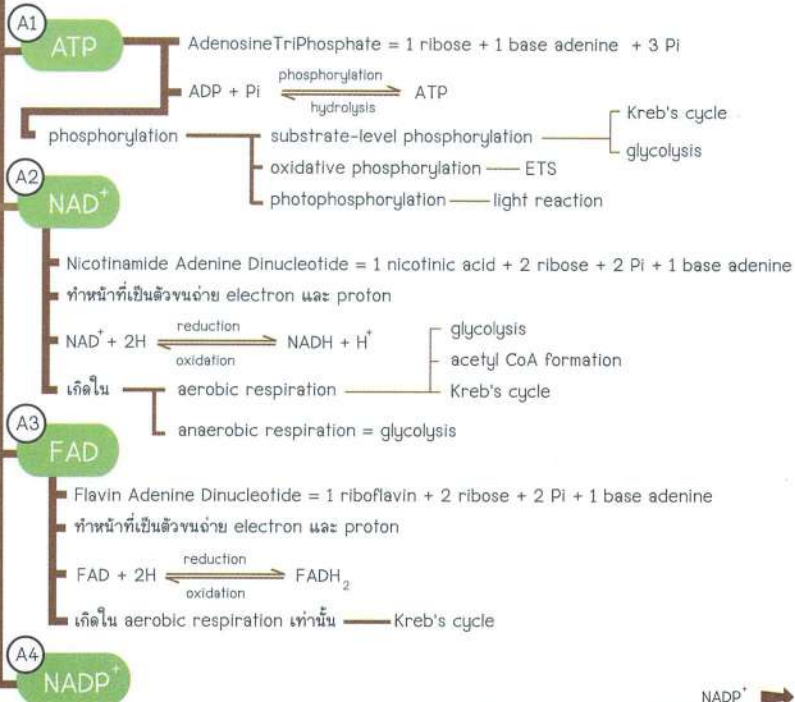 A1
ATP
AdenosineTriPhosphate = 1 ribose + 1 base adenine + 3 Pi
phosphorylation
ADP + Pi ⇌ ATP
hydrolysis
Kreb's cycle
phosphorylation substrate-level phosphorylation
glycolysis
oxidative phosphorylation ETS
photophosphorylation light reaction
A2
NAD⁺
Nicotinamide Adenine Dinucleotide = 1 nicotinic acid + 2 ribose + 2 Pi + 1 base adenine
ทำหน้าที่เป็นตัวขนถ่าย electron และ proton
reduction
NAD⁺ + 2H ⇌ NADH + H⁺
oxidation
glycolysis
acetyl CoA formation
เกิดใน aerobic respiration Kreb's cycle
anaerobic respiration = glycolysis
A3
FAD
Flavin Adenine Dinucleotide = 1 riboflavin + 2 ribose + 2 Pi + 1 base adenine
ทำหน้าที่เป็นตัวขนถ่าย electron และ proton
reduction
FAD + 2H ⇌ FADH₂
oxidation
เกิดใน aerobic respiration เท่านั้น Kreb's cycle
A4
NADP⁺
NADP⁺